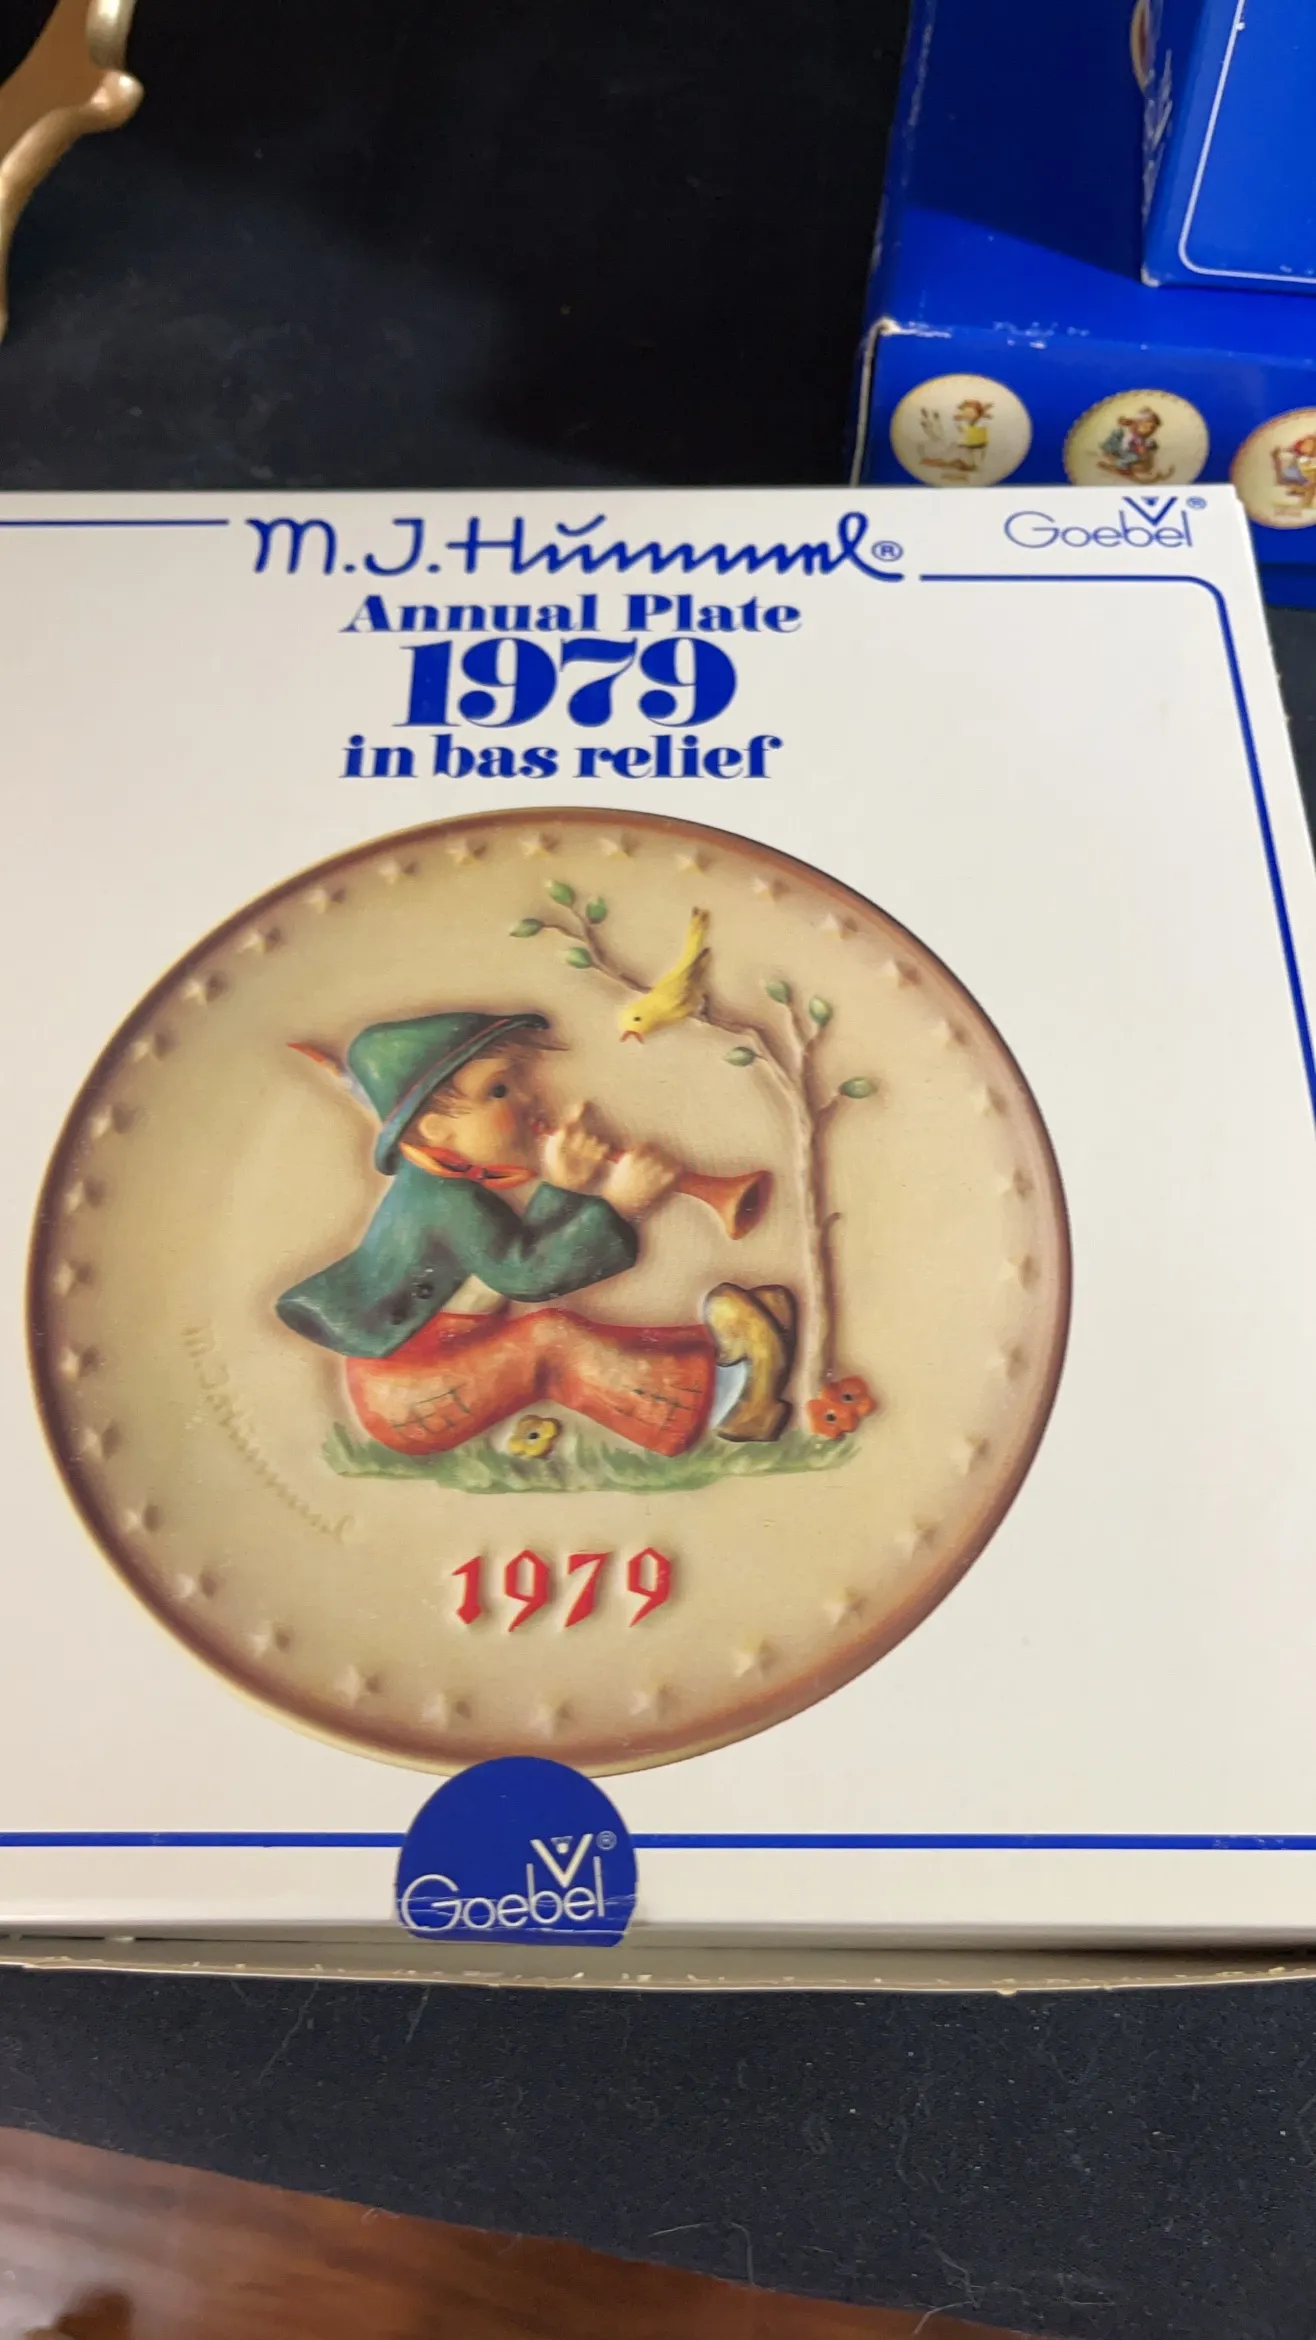 M.J. Hummel®
Goebel®
Annual Plate
1979
in bas relief
M.J. Hummel
1979
Goebel®